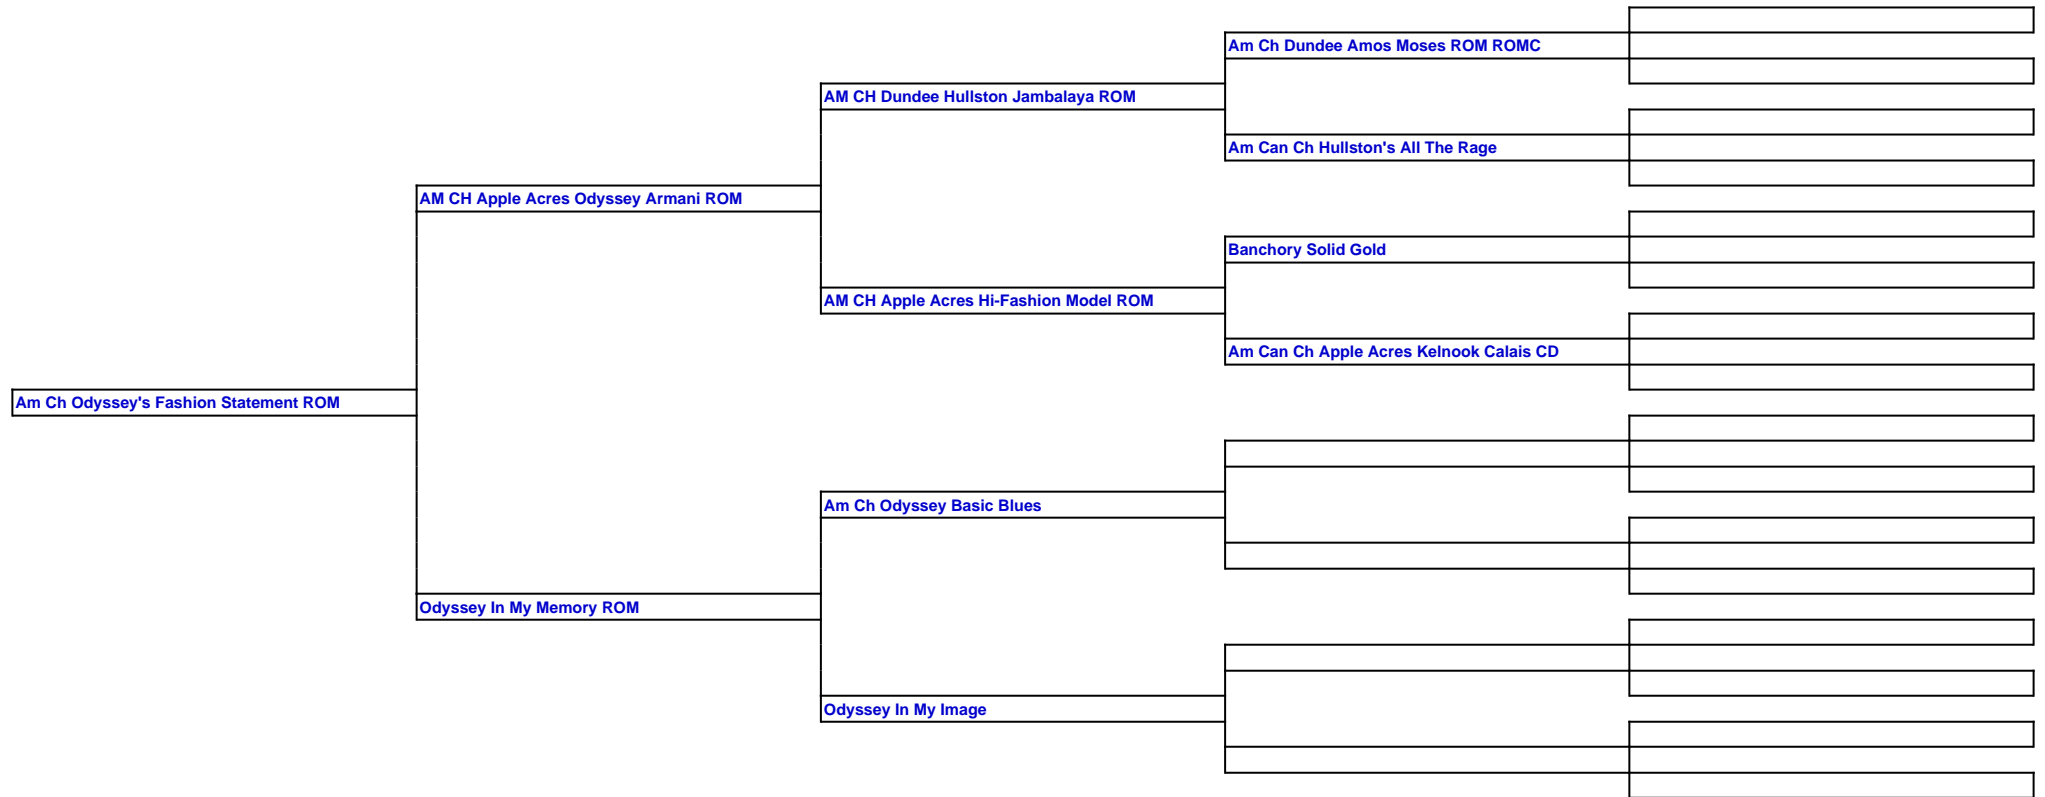 Am Ch Dundee Amos Moses ROM ROMC
AM CH Dundee Hullston Jambalaya ROM
Am Can Ch Hullston's All The Rage
AM CH Apple Acres Odyssey Armani ROM
Banchory Solid Gold
AM CH Apple Acres Hi-Fashion Model ROM
Am Can Ch Apple Acres Kelnook Calais CD
Am Ch Odyssey's Fashion Statement ROM
Am Ch Odyssey Basic Blues
Odyssey In My Memory ROM
Odyssey In My Image